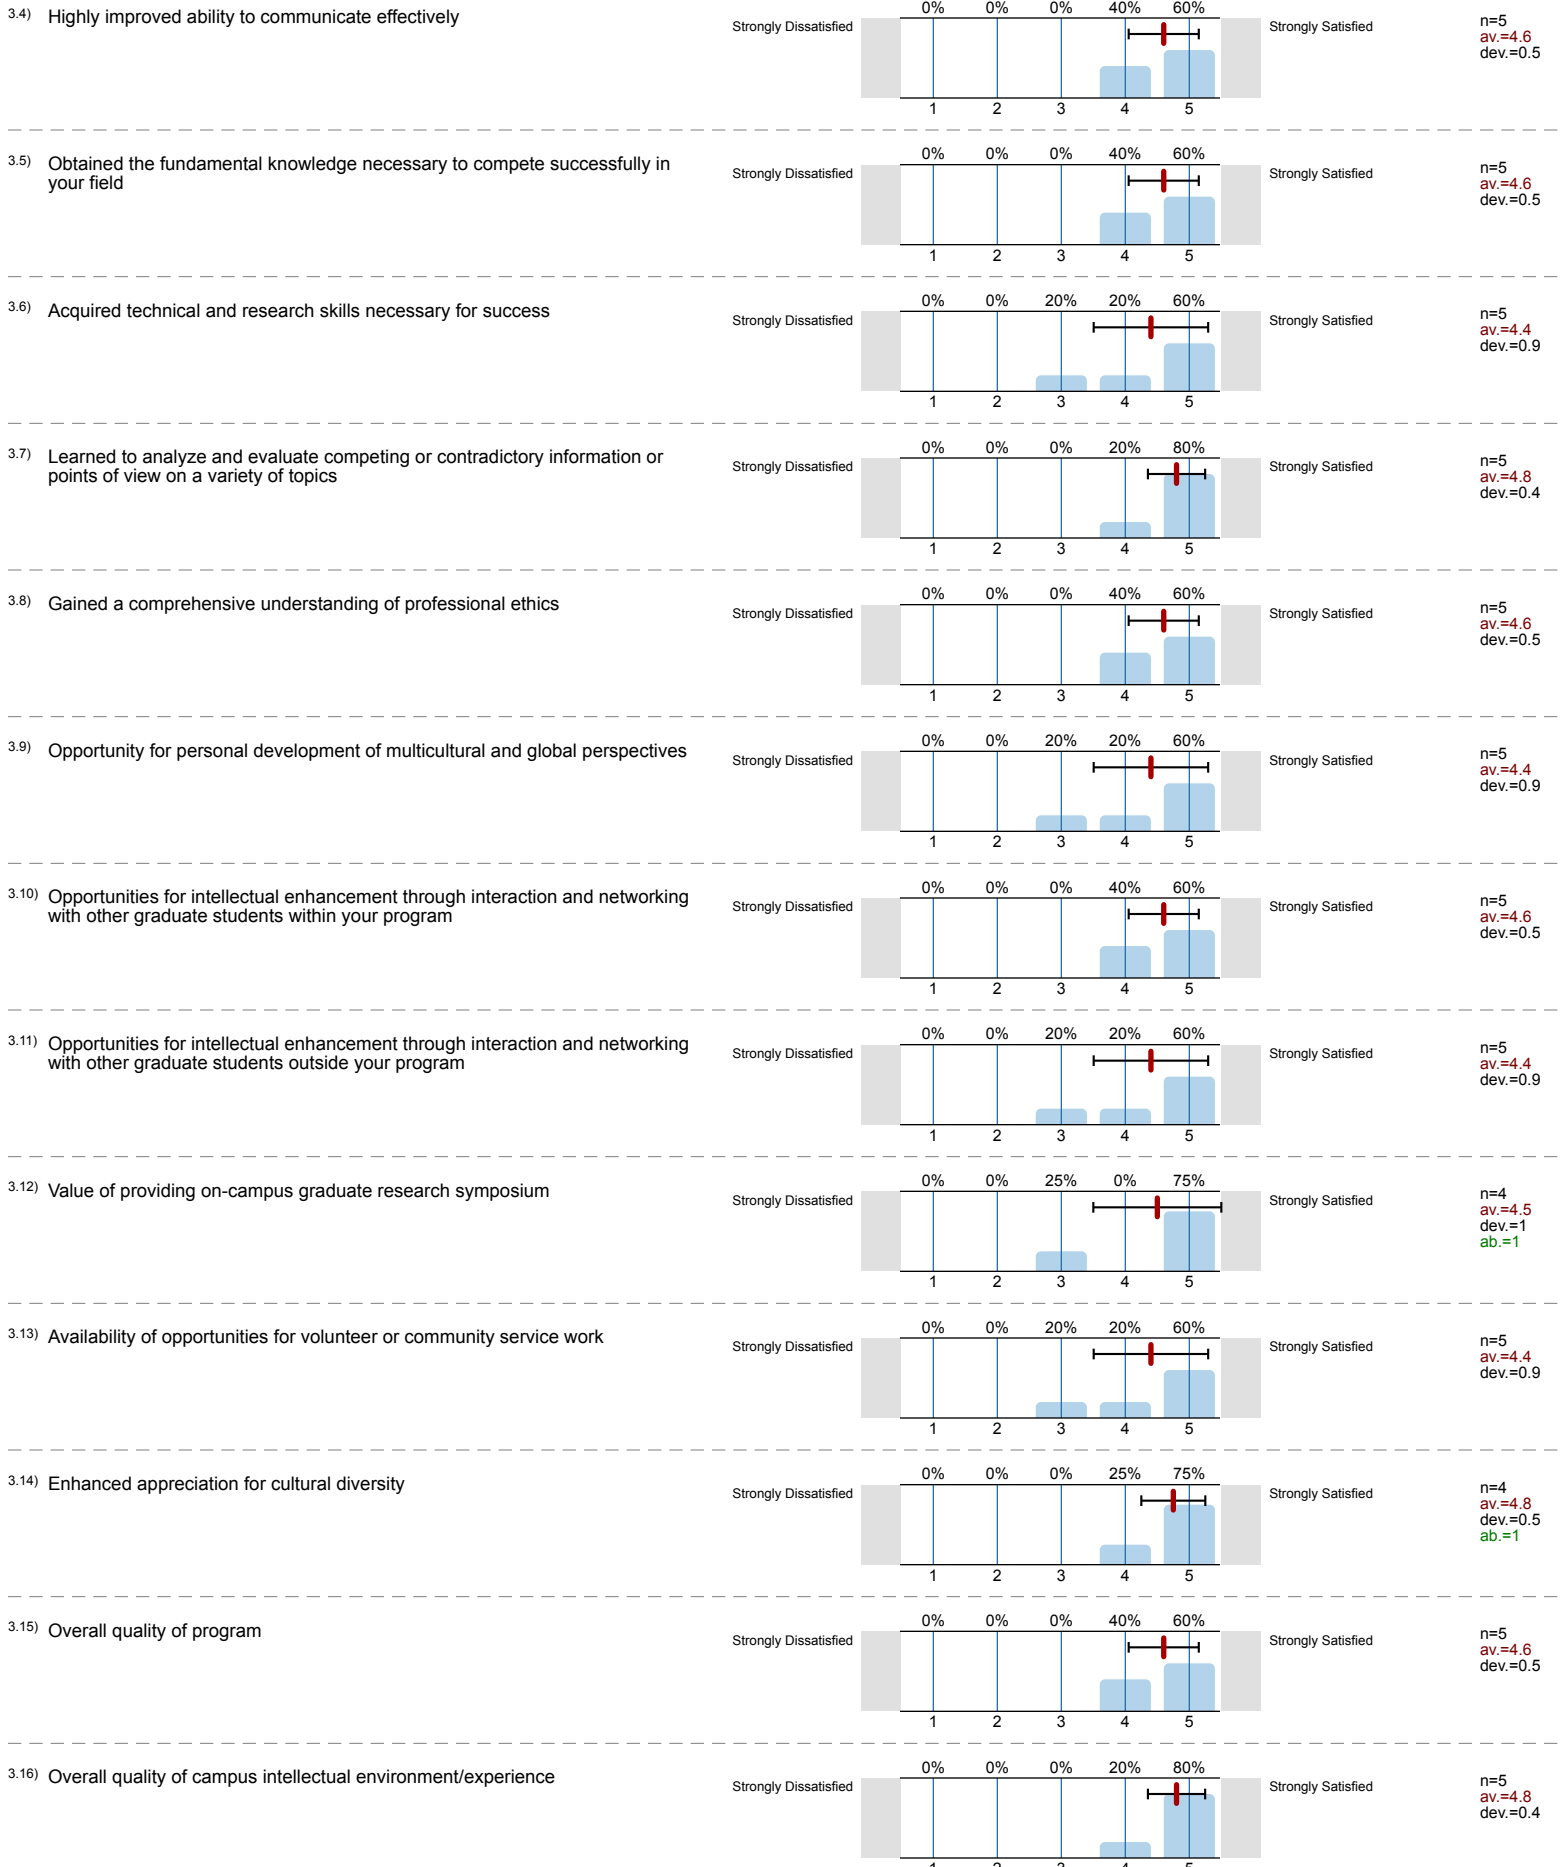 3.4) Highly improved ability to communicate effectively
Strongly Dissatisfied
0% 0% 0% 40% 60%
1 2 3 4 5
Strongly Satisfied
n=5
av.=4.6
dev.=0.5
3.5) Obtained the fundamental knowledge necessary to compete successfully in
your field
Strongly Dissatisfied
0% 0% 0% 40% 60%
1 2 3 4 5
Strongly Satisfied
n=5
av.=4.6
dev.=0.5
3.6) Acquired technical and research skills necessary for success
Strongly Dissatisfied
0% 0% 20% 20% 60%
1 2 3 4 5
Strongly Satisfied
n=5
av.=4.4
dev.=0.9
3.7) Learned to analyze and evaluate competing or contradictory information or
points of view on a variety of topics
Strongly Dissatisfied
0% 0% 0% 20% 80%
1 2 3 4 5
Strongly Satisfied
n=5
av.=4.8
dev.=0.4
3.8) Gained a comprehensive understanding of professional ethics
Strongly Dissatisfied
0% 0% 0% 40% 60%
1 2 3 4 5
Strongly Satisfied
n=5
av.=4.6
dev.=0.5
3.9) Opportunity for personal development of multicultural and global perspectives
Strongly Dissatisfied
0% 0% 20% 20% 60%
1 2 3 4 5
Strongly Satisfied
n=5
av.=4.4
dev.=0.9
3.10) Opportunities for intellectual enhancement through interaction and networking
with other graduate students within your program
Strongly Dissatisfied
0% 0% 0% 40% 60%
1 2 3 4 5
Strongly Satisfied
n=5
av.=4.6
dev.=0.5
3.11) Opportunities for intellectual enhancement through interaction and networking
with other graduate students outside your program
Strongly Dissatisfied
0% 0% 20% 20% 60%
1 2 3 4 5
Strongly Satisfied
n=5
av.=4.4
dev.=0.9
3.12) Value of providing on-campus graduate research symposium
Strongly Dissatisfied
0% 0% 25% 0% 75%
1 2 3 4 5
Strongly Satisfied
n=4
av.=4.5
dev.=1
ab.=1
3.13) Availability of opportunities for volunteer or community service work
Strongly Dissatisfied
0% 0% 20% 20% 60%
1 2 3 4 5
Strongly Satisfied
n=5
av.=4.4
dev.=0.9
3.14) Enhanced appreciation for cultural diversity
Strongly Dissatisfied
0% 0% 0% 25% 75%
1 2 3 4 5
Strongly Satisfied
n=4
av.=4.8
dev.=0.5
ab.=1
3.15) Overall quality of program
Strongly Dissatisfied
0% 0% 0% 40% 60%
1 2 3 4 5
Strongly Satisfied
n=5
av.=4.6
dev.=0.5
3.16) Overall quality of campus intellectual environment/experience
Strongly Dissatisfied
0% 0% 0% 20% 80%
1 2 3 4 5
Strongly Satisfied
n=5
av.=4.8
dev.=0.4